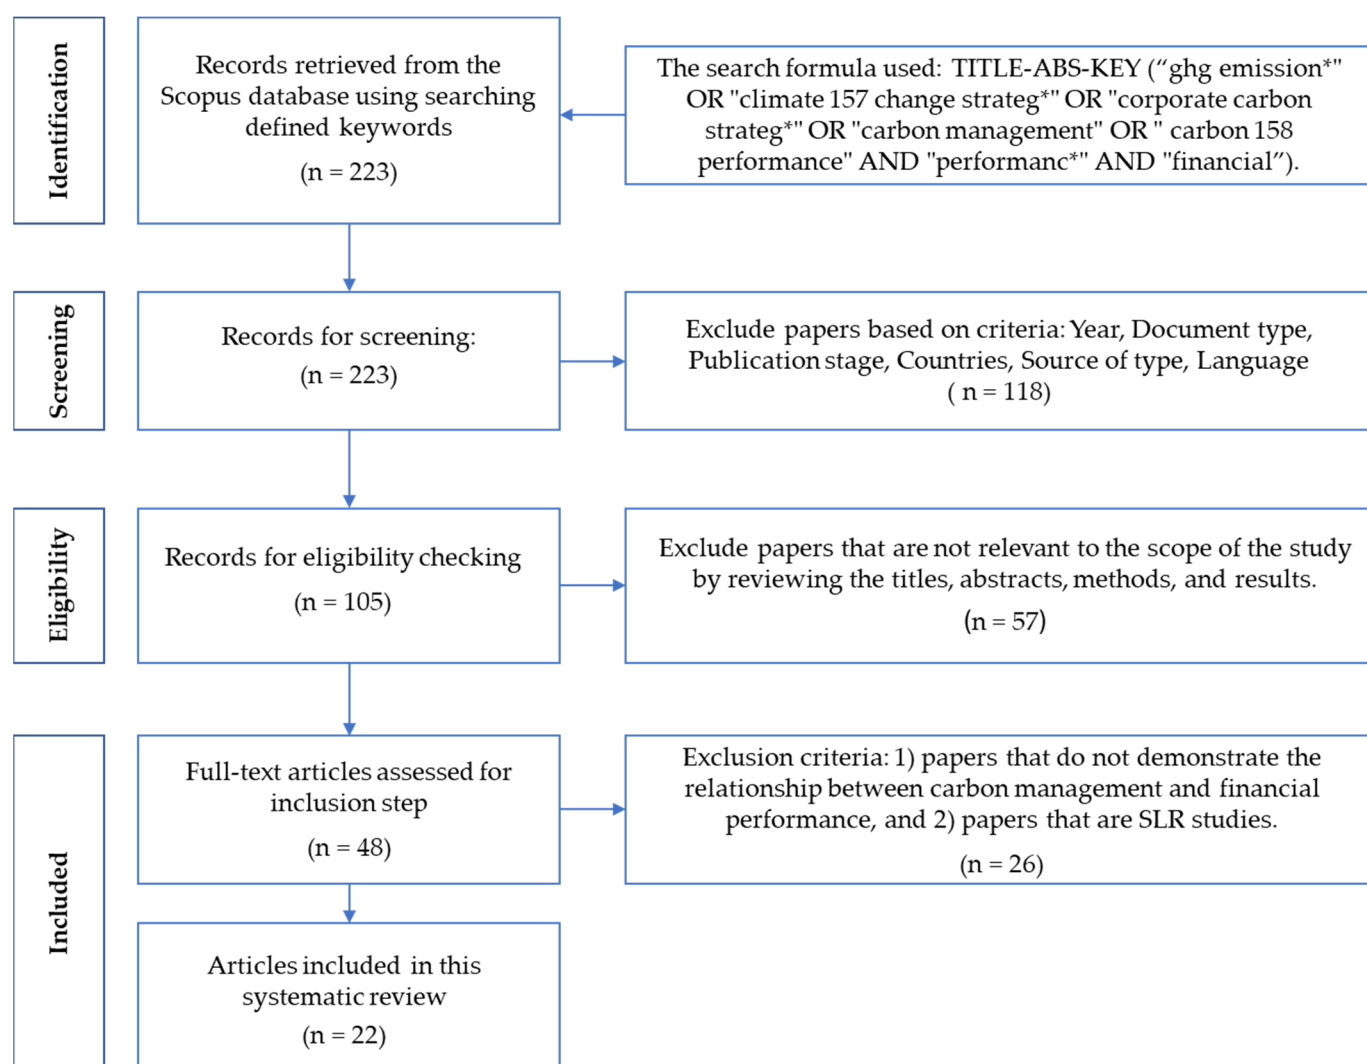 Identification
Records retrieved from the
Scopus database using searching
defined keywords
(n = 223)
The search formula used: TITLE-ABS-KEY (“ghg emission*"
OR "climate 157 change strateg*" OR "corporate carbon
strateg*" OR "carbon management" OR " carbon 158
performance" AND "performanc*" AND "financial”).
Screening
Records for screening:
(n = 223)
Exclude papers based on criteria: Year, Document type,
Publication stage, Countries, Source of type, Language
( n = 118)
Eligibility
Records for eligibility checking
(n = 105)
Exclude papers that are not relevant to the scope of the study
by reviewing the titles, abstracts, methods, and results.
(n = 57)
Included
Full-text articles assessed for
inclusion step
(n = 48)
Exclusion criteria: 1) papers that do not demonstrate the
relationship between carbon management and financial
performance, and 2) papers that are SLR studies.
(n = 26)
Articles included in this
systematic review
(n = 22)